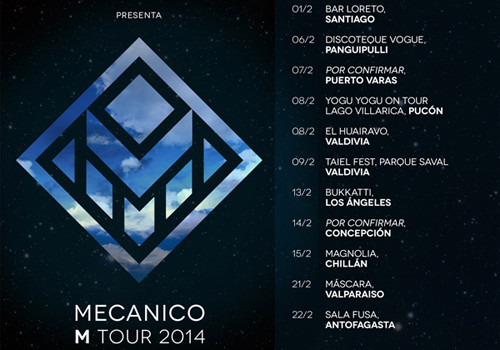 PRESENTA
MECANICO
M TOUR 2014
01/2 BAR LORETO,
SANTIAGO
06/2 DISCOTEQUE VOGUE,
PANGUIPULLI
07/2 POR CONFIRMAR,
PUERTO VARAS
08/2 YOGU YOGU ON TOUR
LAGO VILLARICA, PUCÓN
08/2 EL HUAIRAVO,
VALDIVIA
09/2 TAIEL FEST, PARQUE SAVAL
VALDIVIA
13/2 BUKKATTI,
LOS ÁNGELES
14/2 POR CONFIRMAR,
CONCEPCIÓN
15/2 MAGNOLIA,
CHILLÁN
21/2 MÁSCARA,
VALPARAISO
22/2 SALA FUSA,
ANTOFAGASTA